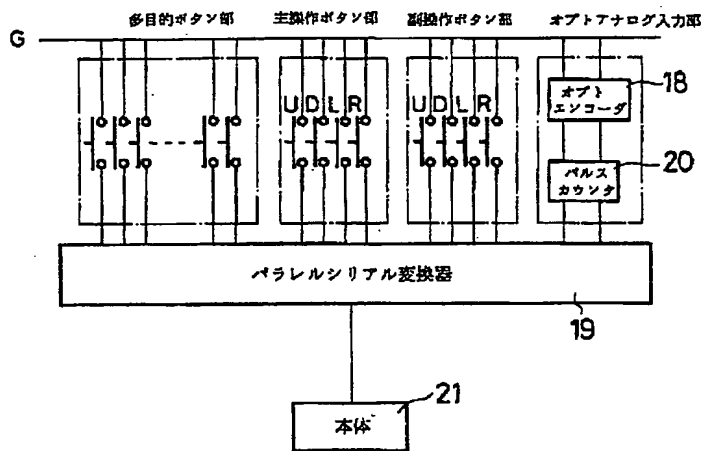 多目的ボタン部
主操作ボタン部
副操作ボタン部
オプトアナログ入力部
G
U D L R
U D L R
オプト
エンコーダ
18
パルス
カウンタ
20
パラレルシリアル変換器
19
本体
21